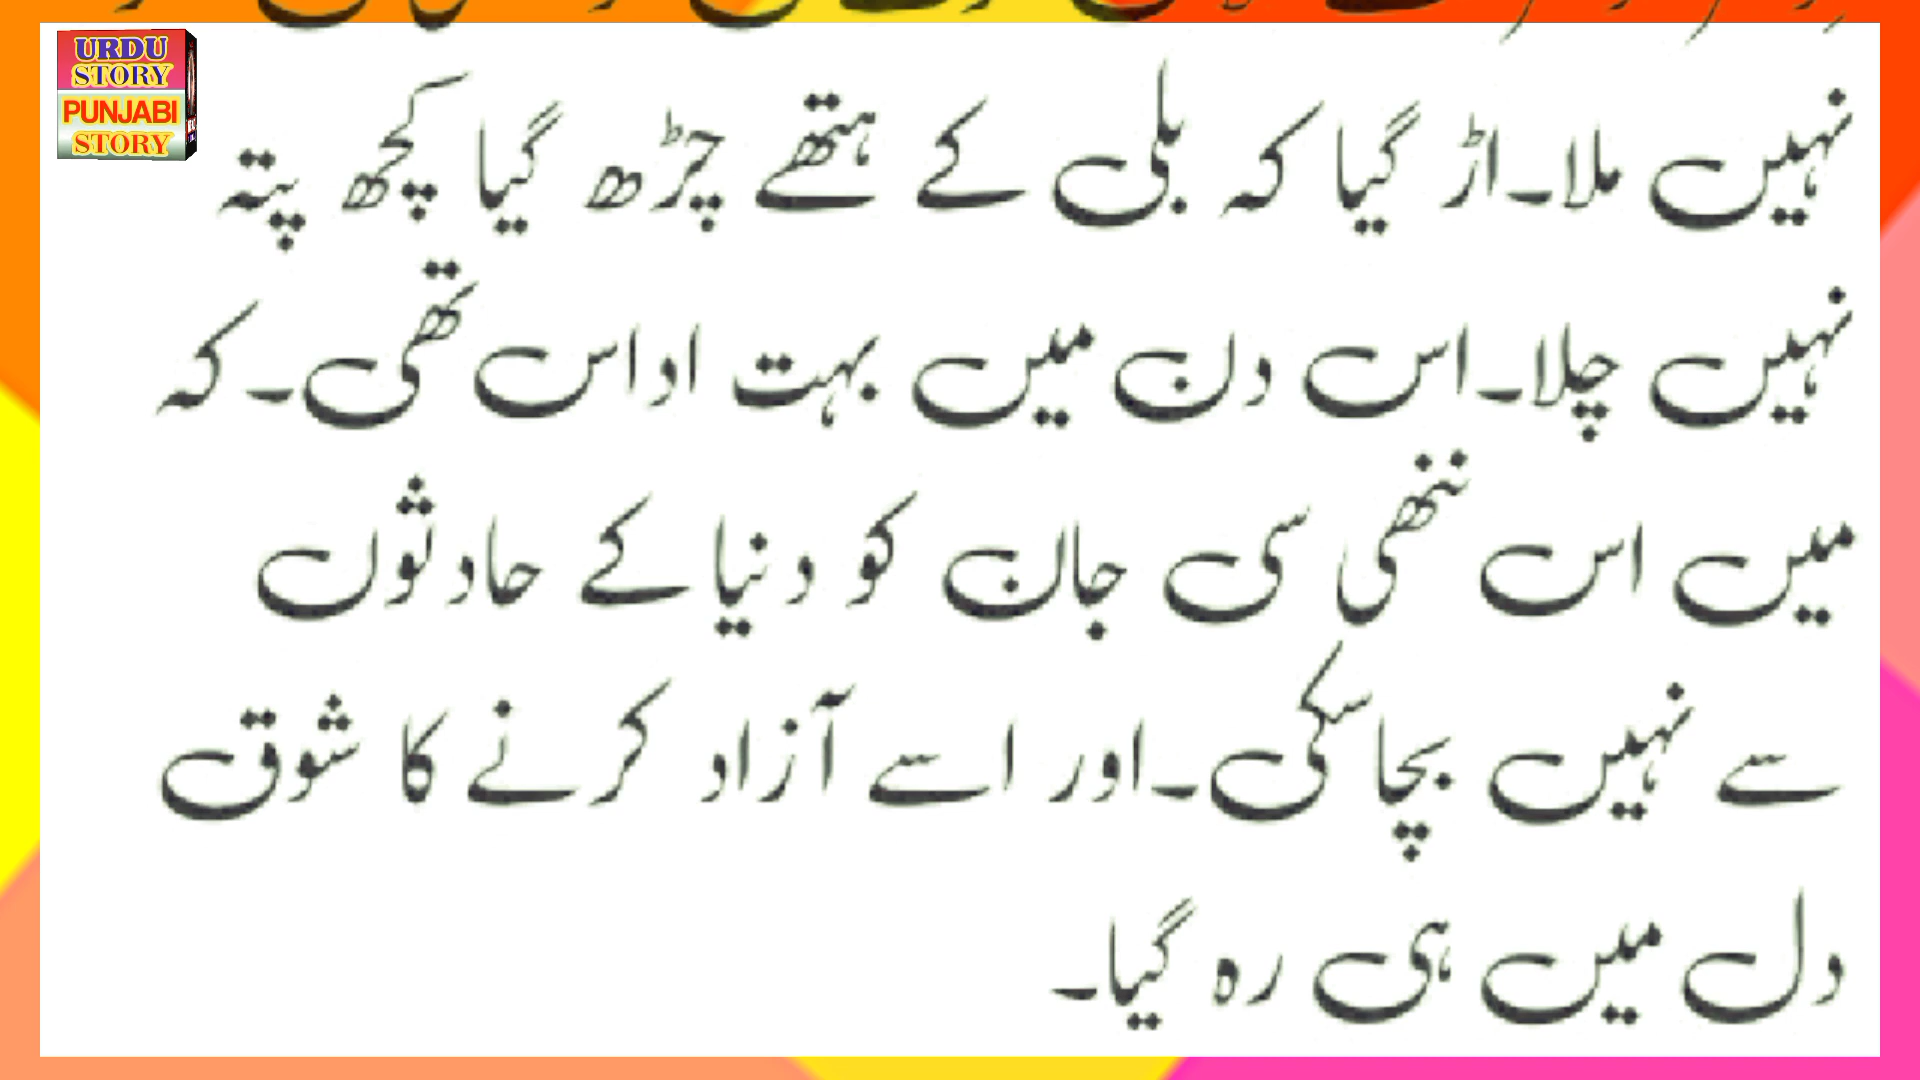 URDU
STORY
PUNJABI
STORY
نہیں ملا۔اڑ گیا کہ بلی کے ہتھے چڑھ گیا کچھ پتہ
نہیں چلا۔اس دن میں بہت اداس تھی۔کہ
میں اس ننھی سی جان کو دنیا کے حادثوں
سے نہیں بچا سکی۔اور اسے آزاد کرنے کا شوق
دل میں ہی رہ گیا۔